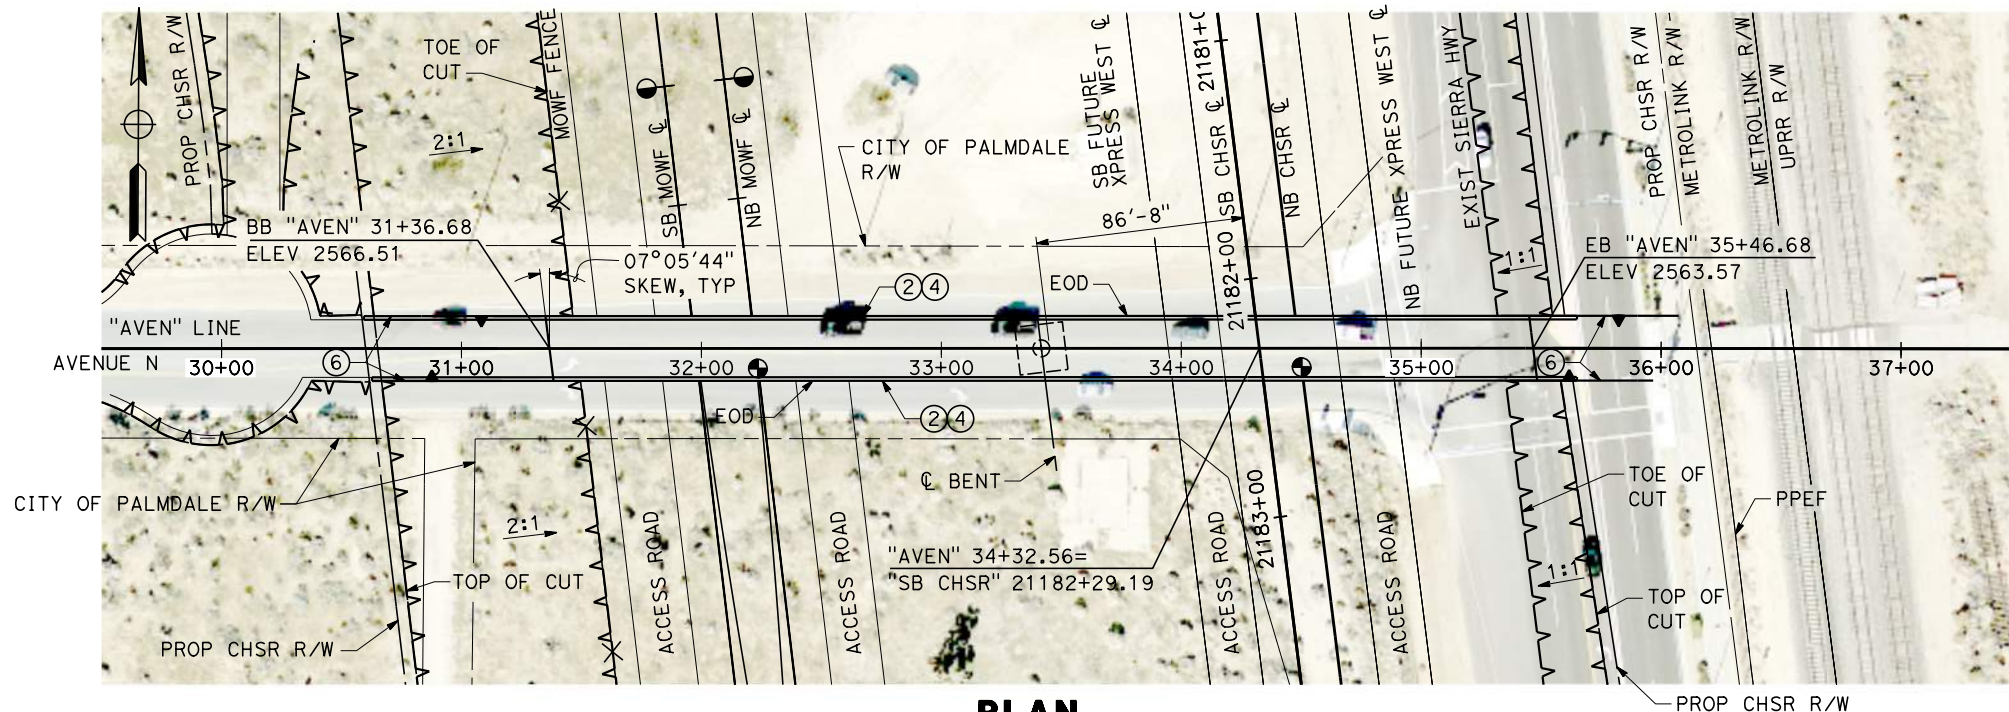 PROP CHSR R/W
TOE OF
CUT
MOWF FENCE
2:1
SB MOWF ℄
NB MOWF ℄
CITY OF PALMDALE
R/W
SB FUTURE
XPRESS WEST ℄
86'-8"
SB CHSR ℄
21182+00
NB CHSR ℄
NB FUTURE XPRESS WEST ℄
EXIST SIERRA HWY
1:1
PROP CHSR R/W
METROLINK R/W
METROLINK R/W
UPRR R/W
BB "AVEN" 31+36.68
ELEV 2566.51
07°05'44"
SKEW, TYP
2 4
EOD
EB "AVEN" 35+46.68
ELEV 2563.57
"AVEN" LINE
AVENUE N
30+00
6
31+00
32+00
33+00
34+00
35+00
6
36+00
37+00
EOD
2 4
℄ BENT
CITY OF PALMDALE R/W
2:1
TOP OF CUT
PROP CHSR R/W
ACCESS ROAD
ACCESS ROAD
"AVEN" 34+32.56=
"SB CHSR" 21182+29.19
ACCESS ROAD
21183+00
ACCESS ROAD
TOE OF
CUT
PPEF
1:1
TOP OF
CUT
PROP CHSR R/W